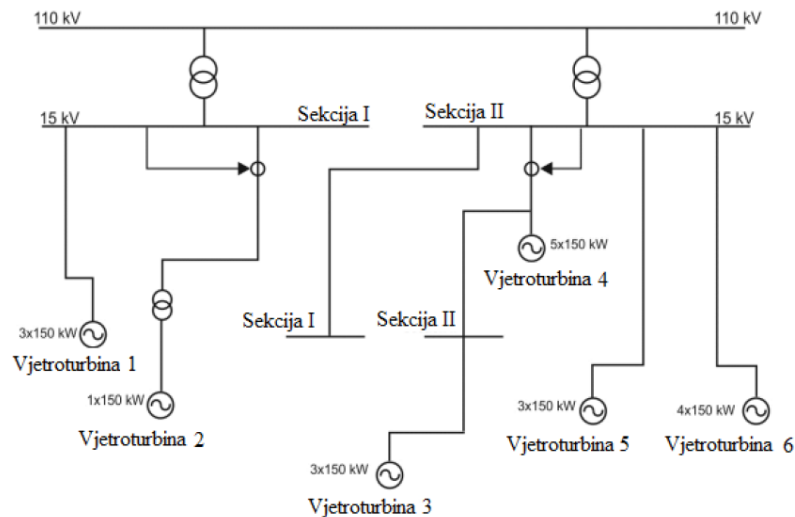 110 kV
110 kV
15 kV
Sekcija I
Sekcija II
15 kV
5x150 kW
Vjetroturbina 4
3x150 kW
Vjetroturbina 1
Sekcija I
Sekcija II
1x150 kW
Vjetroturbina 2
3x150 kW
Vjetroturbina 5
4x150 kW
Vjetroturbina 6
3x150 kW
Vjetroturbina 3